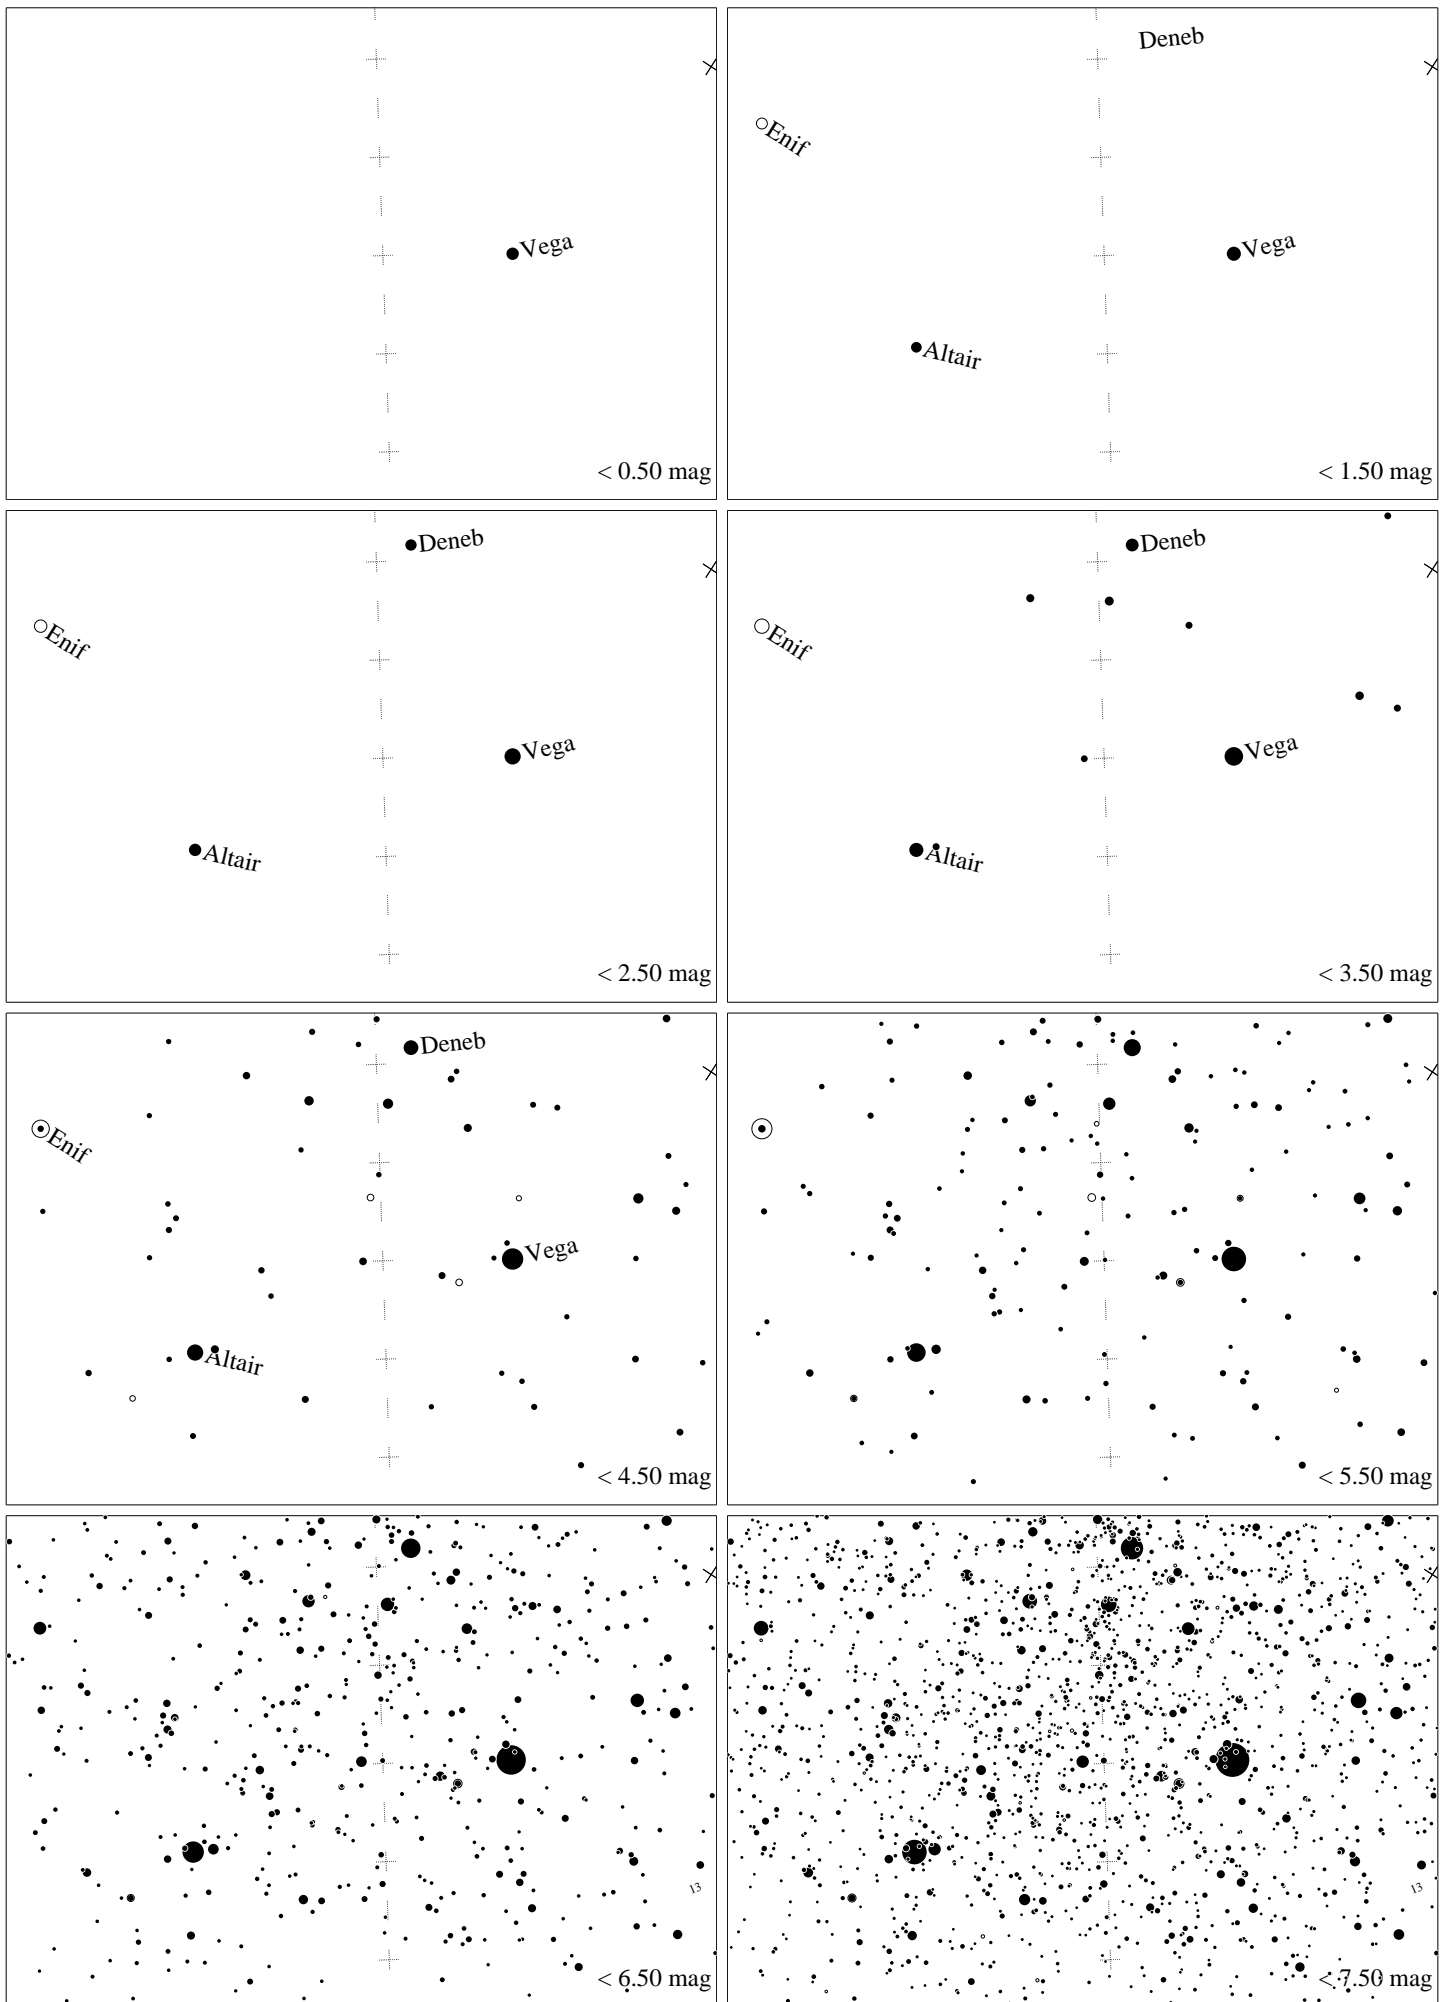 Vega
< 0.50 mag
Deneb
Enif
Vega
Altair
< 1.50 mag
Deneb
Enif
Vega
Altair
< 2.50 mag
Deneb
Enif
Vega
Altair
< 3.50 mag
Deneb
Enif
Vega
Altair
< 4.50 mag
< 5.50 mag
13
< 6.50 mag
13
< 7.50 mag